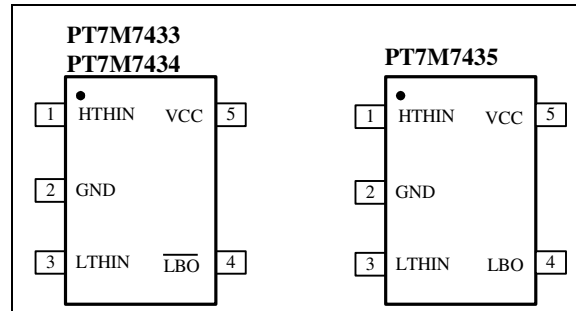 PT7M7433
PT7M7434
1 HTHIN VCC 5
2 GND
3 LTHIN L̅B̅O̅ 4
PT7M7435
1 HTHIN VCC 5
2 GND
3 LTHIN LBO 4